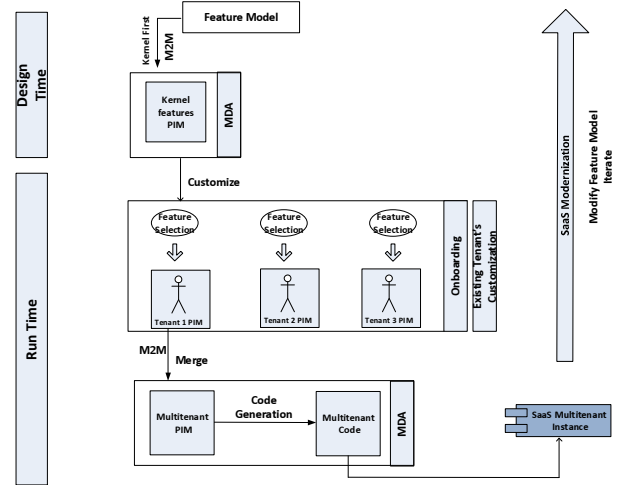 Feature Model
Kernel First
M2M
Design
Time
Kernel
features
PIM
MDA
Customize
Feature
Selection
Feature
Selection
Feature
Selection
Tenant 1 PIM
Tenant 2 PIM
Tenant 3 PIM
Onboarding
Existing Tenant's
Customization
SaaS Modernization
Modify Feature Model
Iterate
Run Time
M2M
Merge
Multitenant
PIM
Code
Generation
Multitenant
Code
MDA
SaaS Multitenant
Instance